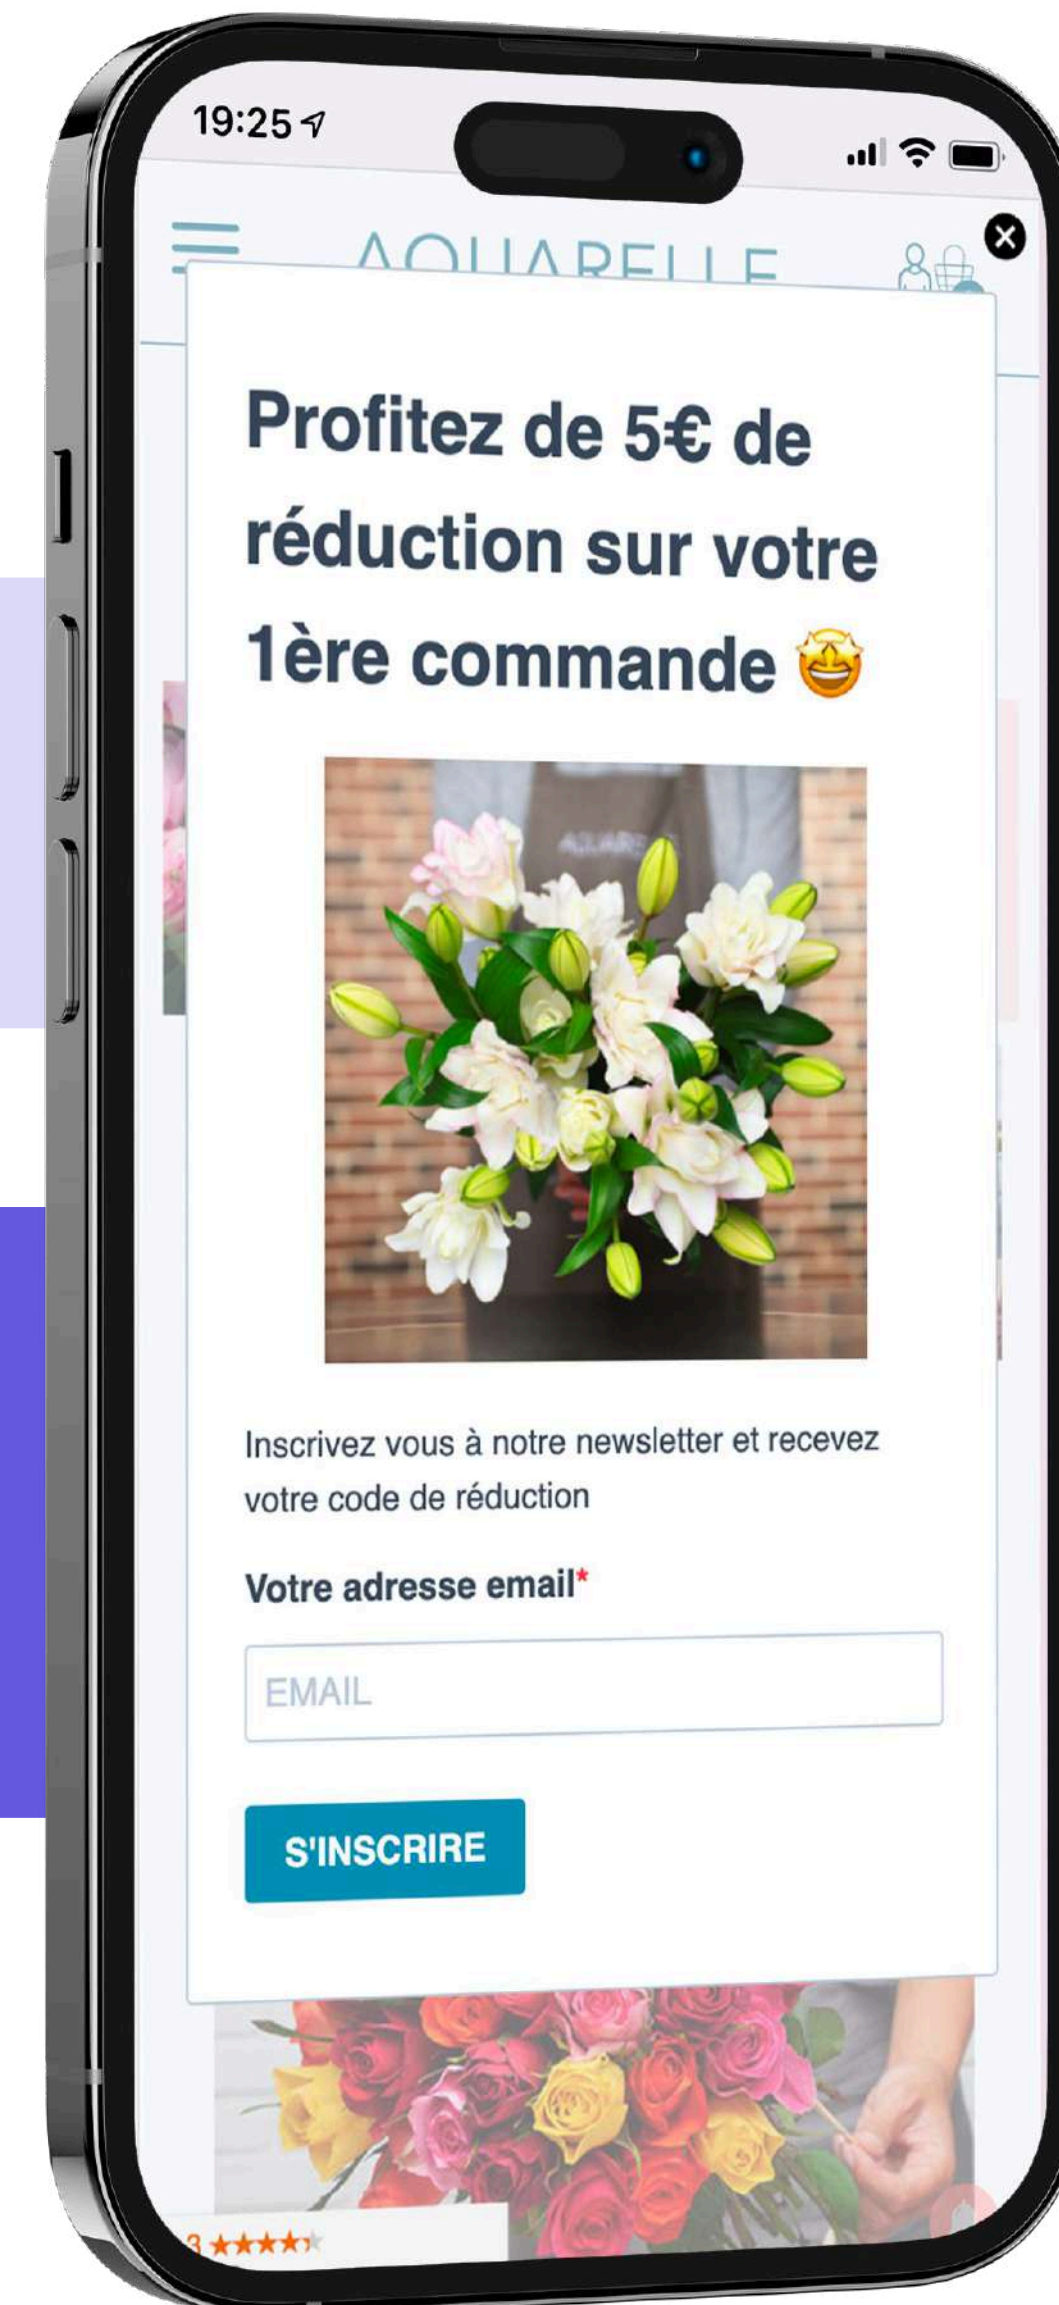 19:25
AQUARELLE
Profitez de 5€ de
réduction sur votre
1ère commande 🤩
Inscrivez vous à notre newsletter et recevez
votre code de réduction
Votre adresse email*
EMAIL
S'INSCRIRE
3 ★★★★